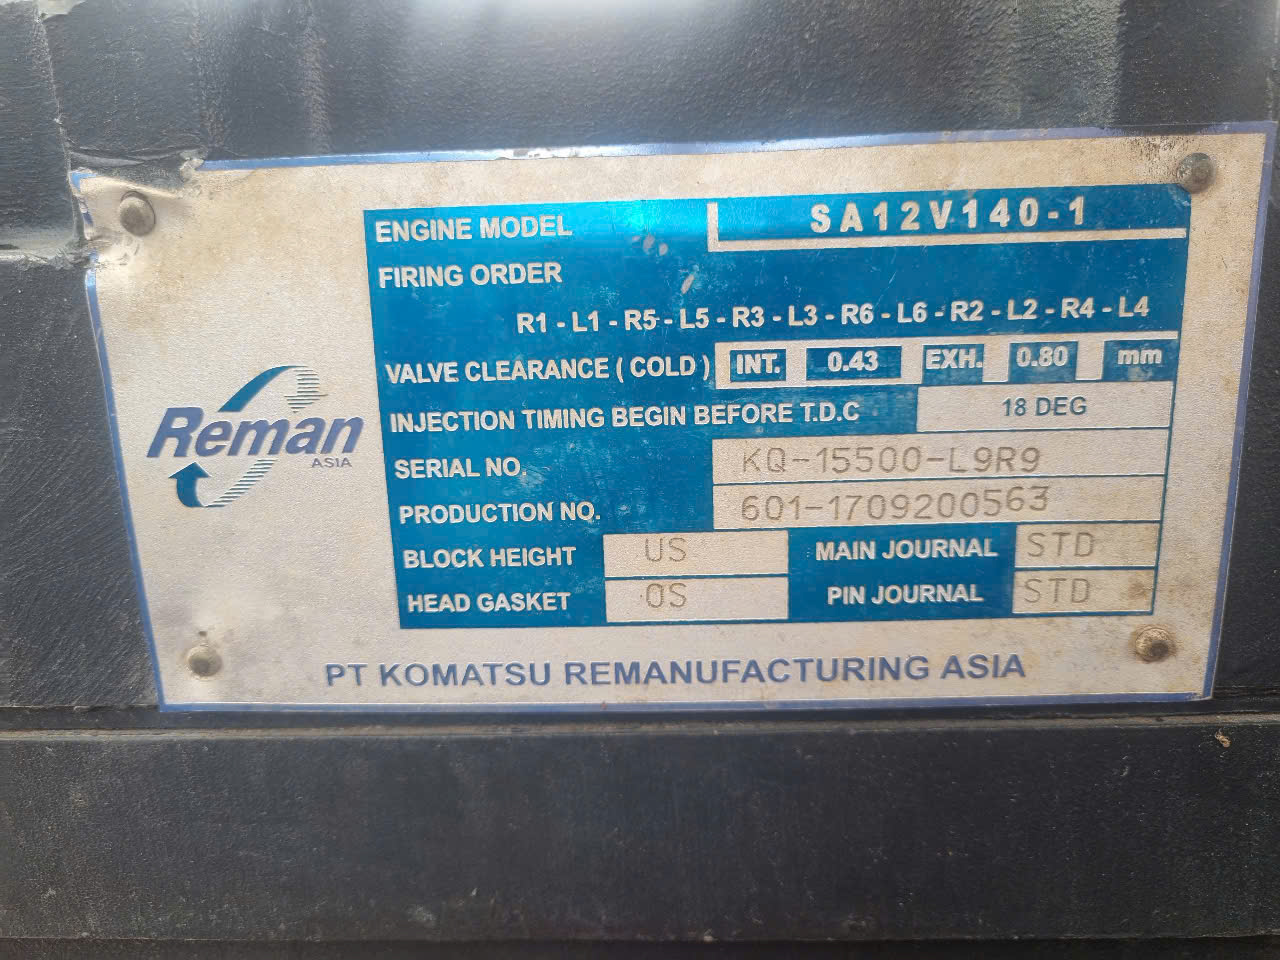 ENGINE MODEL SA12V140-1
FIRING ORDER
R1 - L1 - R5 - L5 - R3 - L3 - R6 - L6 - R2 - L2 - R4 - L4
VALVE CLEARANCE ( COLD ) INT. 0.43 EXH. 0.80 mm
INJECTION TIMING BEGIN BEFORE T.D.C 18 DEG
SERIAL NO. KQ-15500-L9R9
PRODUCTION NO. 601-1709200563
BLOCK HEIGHT US MAIN JOURNAL STD
HEAD GASKET OS PIN JOURNAL STD
Reman
ASIA
PT KOMATSU REMANUFACTURING ASIA